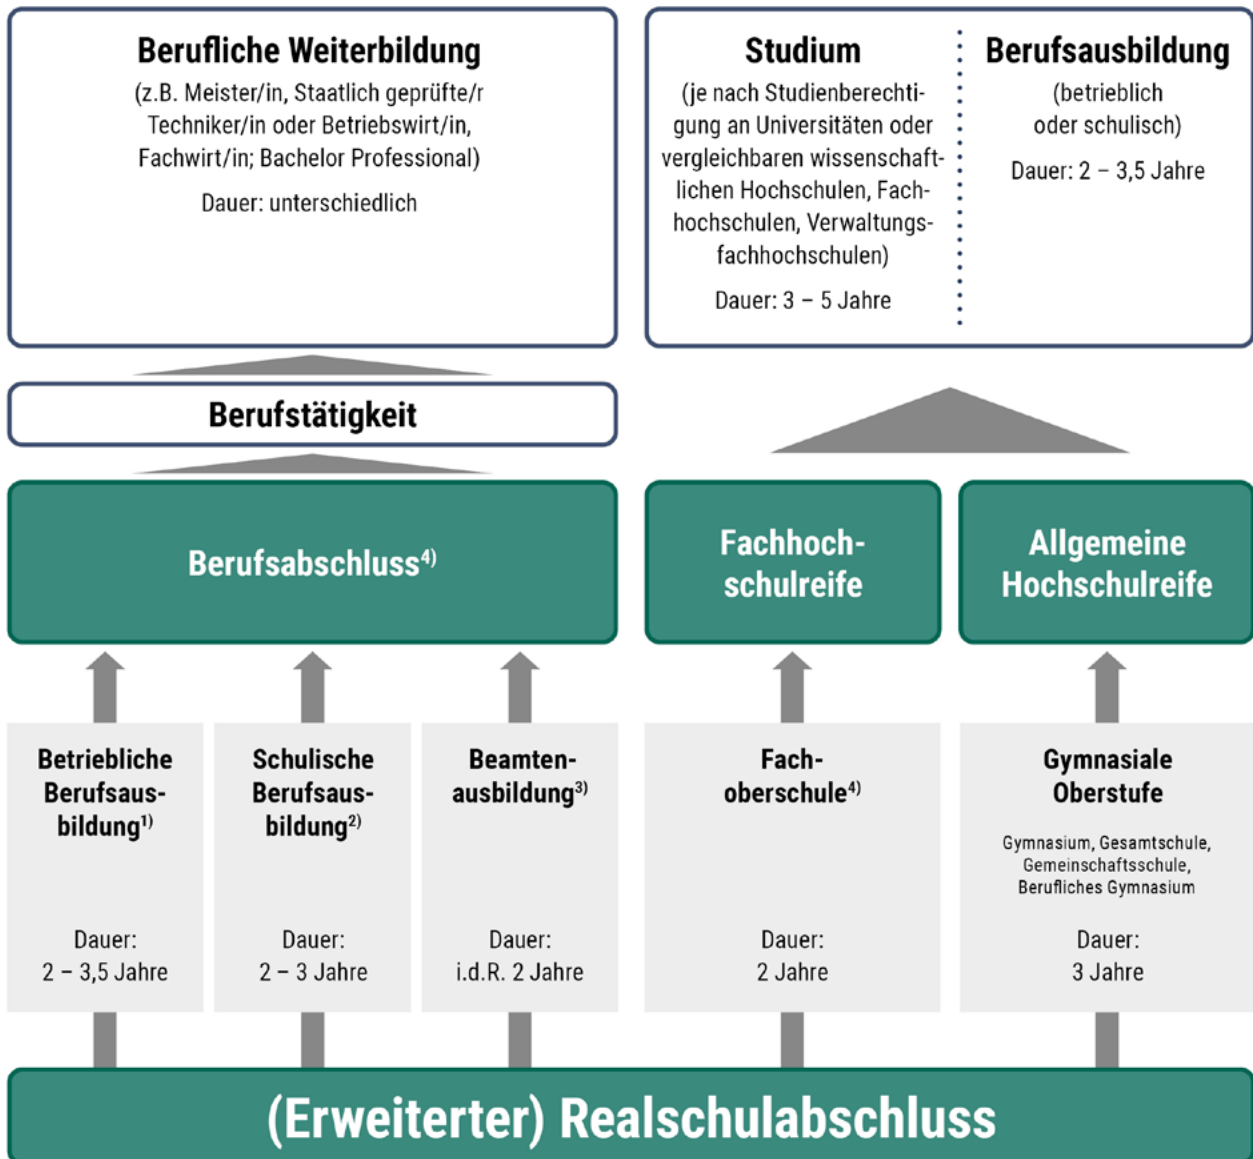 Berufliche Weiterbildung
(z.B. Meister/in, Staatlich geprüfte/r
Techniker/in oder Betriebswirt/in,
Fachwirt/in; Bachelor Professional)
Dauer: unterschiedlich
Studium
(je nach Studienberechti-
gung an Universitäten oder
vergleichbaren wissenschaft-
lichen Hochschulen, Fach-
hochschulen, Verwaltungs-
fachhochschulen)
Dauer: 3 – 5 Jahre
Berufsausbildung
(betrieblich
oder schulisch)
Dauer: 2 – 3,5 Jahre
Berufstätigkeit
Berufsabschluss⁴⁾
Fachhoch-
schulreife
Allgemeine
Hochschulreife
Betriebliche
Berufsaus-
bildung¹⁾
Dauer:
2 – 3,5 Jahre
Schulische
Berufsaus-
bildung²⁾
Dauer:
2 – 3 Jahre
Beamten-
ausbildung³⁾
Dauer:
i.d.R. 2 Jahre
Fach-
oberschule⁴⁾
Dauer:
2 Jahre
Gymnasiale
Oberstufe
Gymnasium, Gesamtschule,
Gemeinschaftsschule,
Berufliches Gymnasium
Dauer:
3 Jahre
(Erweiterter) Realschulabschluss